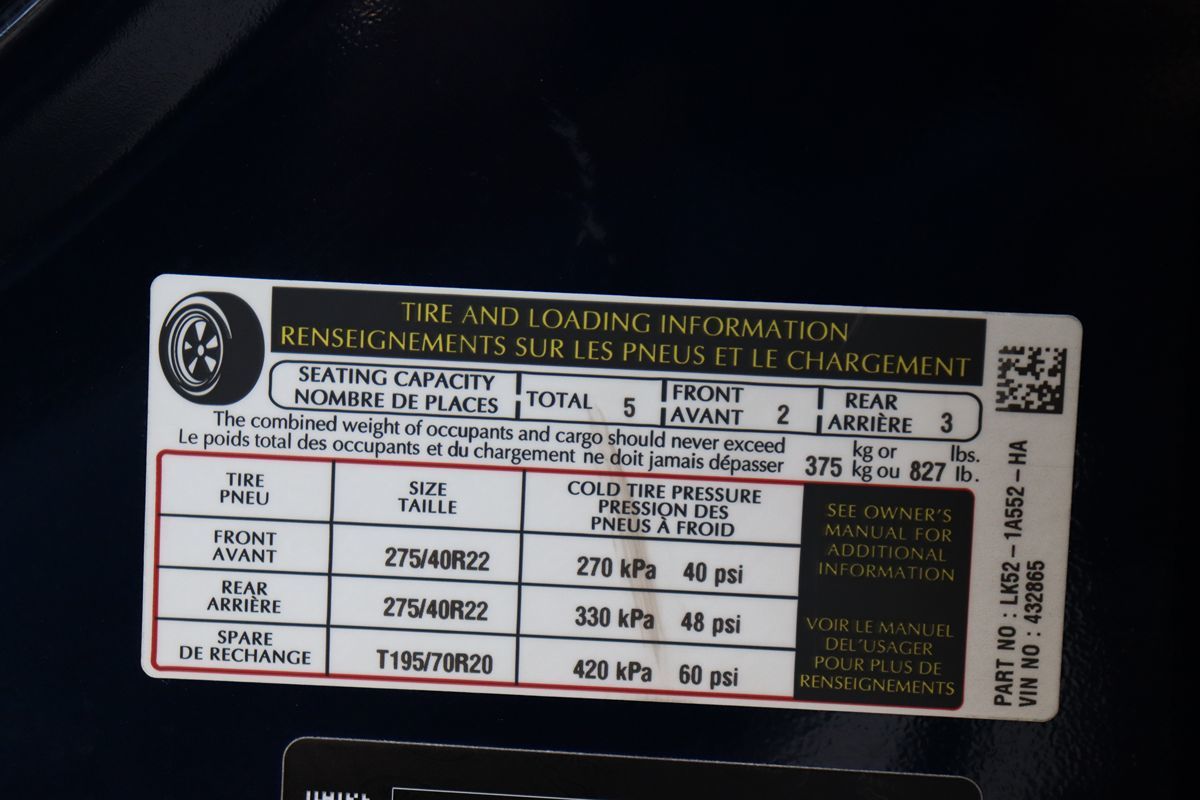 TIRE AND LOADING INFORMATION
RENSEIGNEMENTS SUR LES PNEUS ET LE CHARGEMENT
SEATING CAPACITY
NOMBRE DE PLACES
TOTAL 5
FRONT
AVANT 2
REAR
ARRIÈRE 3
The combined weight of occupants and cargo should never exceed
Le poids total des occupants et du chargement ne doit jamais dépasser
375 kg or
kg ou 827 lbs.
lb.
TIRE
PNEU
SIZE
TAILLE
COLD TIRE PRESSURE
PRESSION DES
PNEUS À FROID
FRONT
AVANT
275/40R22
270 kPa 40 psi
REAR
ARRIÈRE
275/40R22
330 kPa 48 psi
SPARE
DE RECHANGE
T195/70R20
420 kPa 60 psi
SEE OWNER'S
MANUAL FOR
ADDITIONAL
INFORMATION
VOIR LE MANUEL
DEL'USAGER
POUR PLUS DE
RENSEIGNEMENTS
PART NO : LK52-1A552-HA
VIN NO : 432865